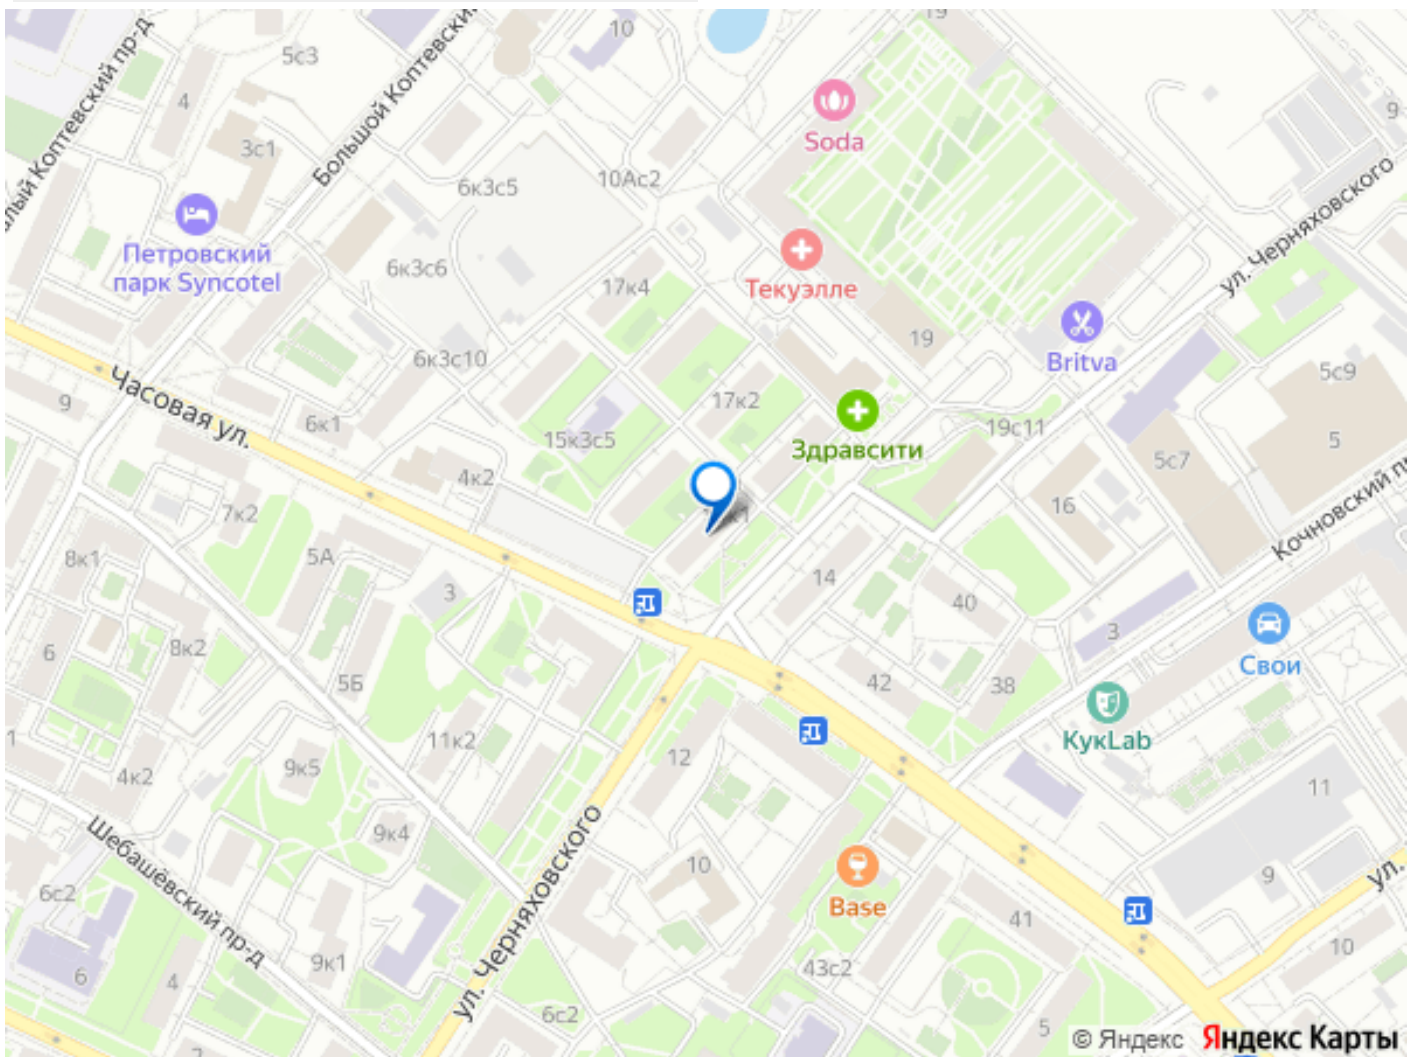 19
10
5с3
Малый Коптевский пр-д
Большой Коптевский
4
9
Soda
3с1
10Ас2
6к3с5
ул. Черняховского
Петровский
парк Syncotel
6к3с6
Текуэлле
17к4
19
Britva
6к3с10
5с9
Часовая ул.
9
17к2
6к1
15к3с5
Здравсити
19с11
5
5с7
4к2
16
7к2
Кочновский
5А
8к1
14
3
40
3
8к2
6
Свои
5Б
42
38
КукLab
11к2
1
12
9к5
4к2
11
Шебашёвский пр-д
9к4
ул. Черняховского
10
9
ул.
6с2
Base
41
10
9к1
43с2
6
4
6с2
5
2
© Яндекс Яндекс Карты